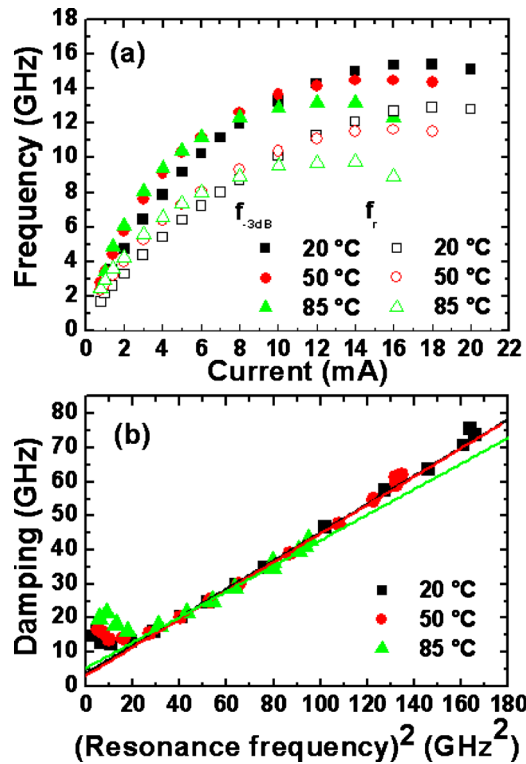 18
16
14
12
10
8
6
4
2
0
Frequency (GHz)
(a)
f-3dB fr
20 °C 20 °C
50 °C 50 °C
85 °C 85 °C
0 2 4 6 8 10 12 14 16 18 20 22
Current (mA)
80
70
60
50
40
30
20
10
0
Damping (GHz)
(b)
20 °C
50 °C
85 °C
0 20 40 60 80 100 120 140 160 180
(Resonance frequency)² (GHz²)